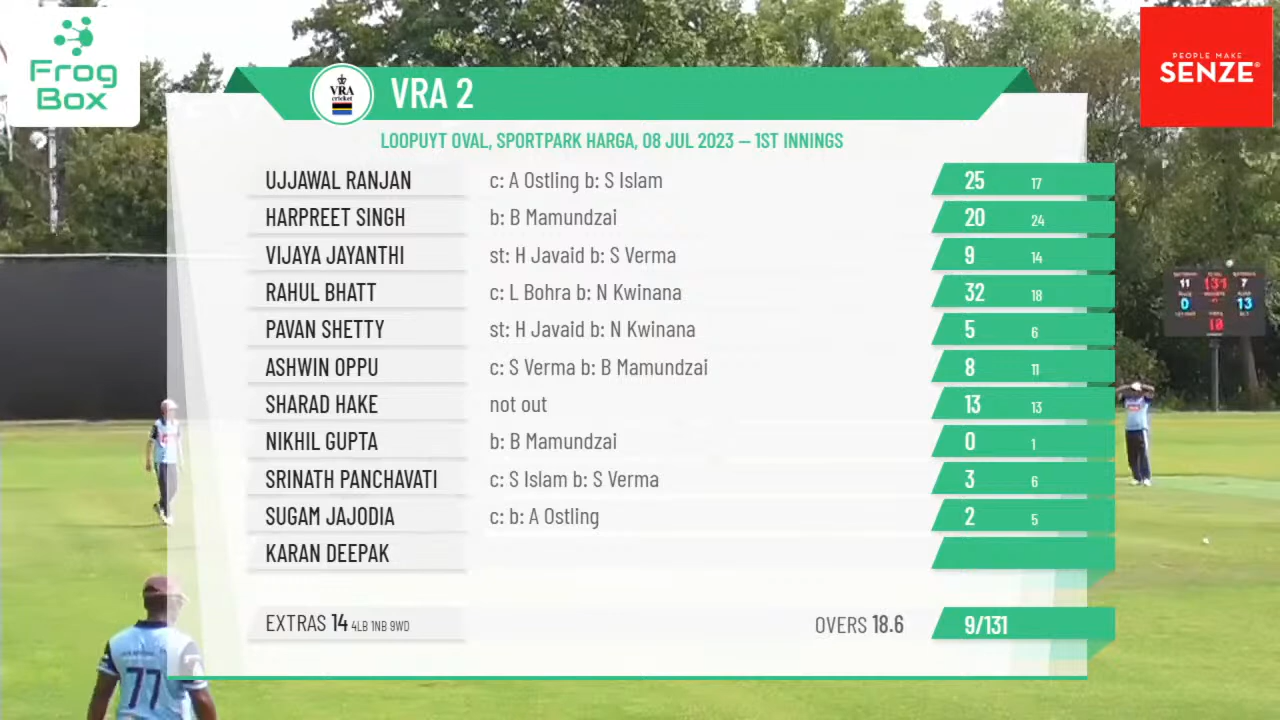 Frog
Box
VRA
cricket
VRA 2
PEOPLE MAKE
SENZE®
LOOPUYT OVAL, SPORTPARK HARGA, 08 JUL 2023 – 1ST INNINGS
UJJAWAL RANJAN c: A Ostling b: S Islam 25 17
HARPREET SINGH b: B Mamundzai 20 24
VIJAYA JAYANTHI st: H Javaid b: S Verma 9 14
RAHUL BHATT c: L Bohra b: N Kwinana 32 18
PAVAN SHETTY st: H Javaid b: N Kwinana 5 6
ASHWIN OPPU c: S Verma b: B Mamundzai 8 11
SHARAD HAKE not out 13 13
NIKHIL GUPTA b: B Mamundzai 0 1
SRINATH PANCHAVATI c: S Islam b: S Verma 3 6
SUGAM JAJODIA c: b: A Ostling 2 5
KARAN DEEPAK
EXTRAS 14 4LB 1NB 9WD OVERS 18.6 9/131
11 131 7
0 13
77